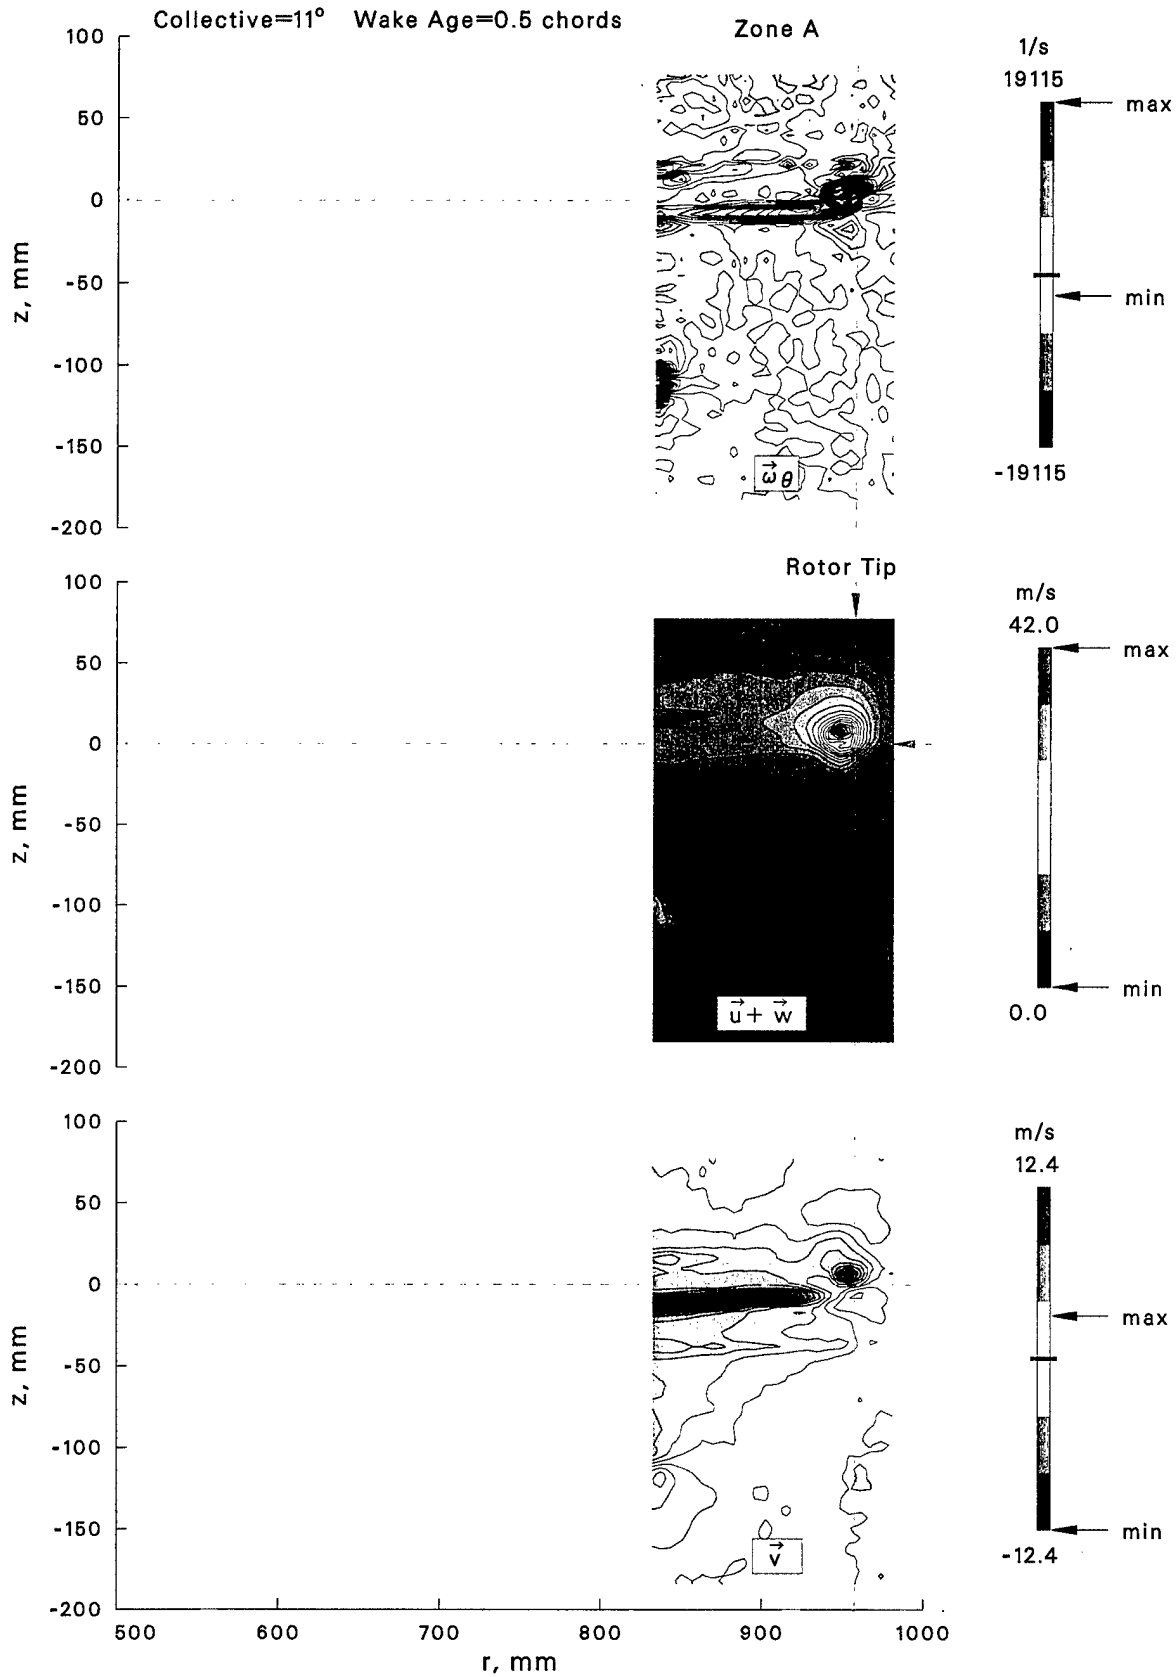 Collective=11° Wake Age=0.5 chords
Zone A
100
50
0
-50
-100
-150
-200
z, mm
1/s
19115
max
min
-19115
ω⃗θ
Rotor Tip
100
50
0
-50
-100
-150
-200
z, mm
m/s
42.0
max
min
0.0
u⃗ + w⃗
100
50
0
-50
-100
-150
-200
z, mm
m/s
12.4
max
min
-12.4
v⃗
500 600 700 800 900 1000
r, mm